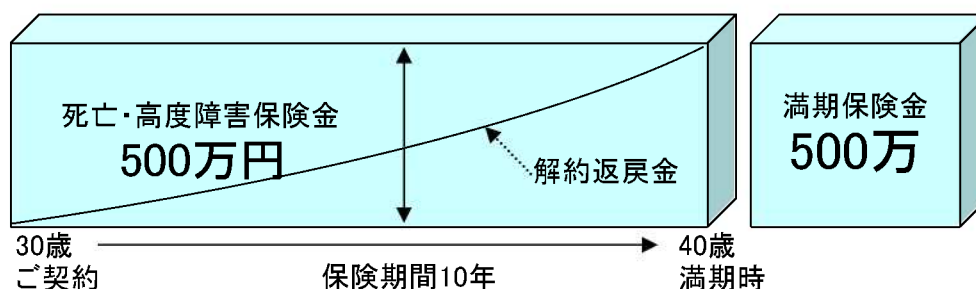 死亡・高度障害保険金
500万円
解約返戻金
満期保険金
500万
30歳
ご契約
保険期間10年
40歳
満期時